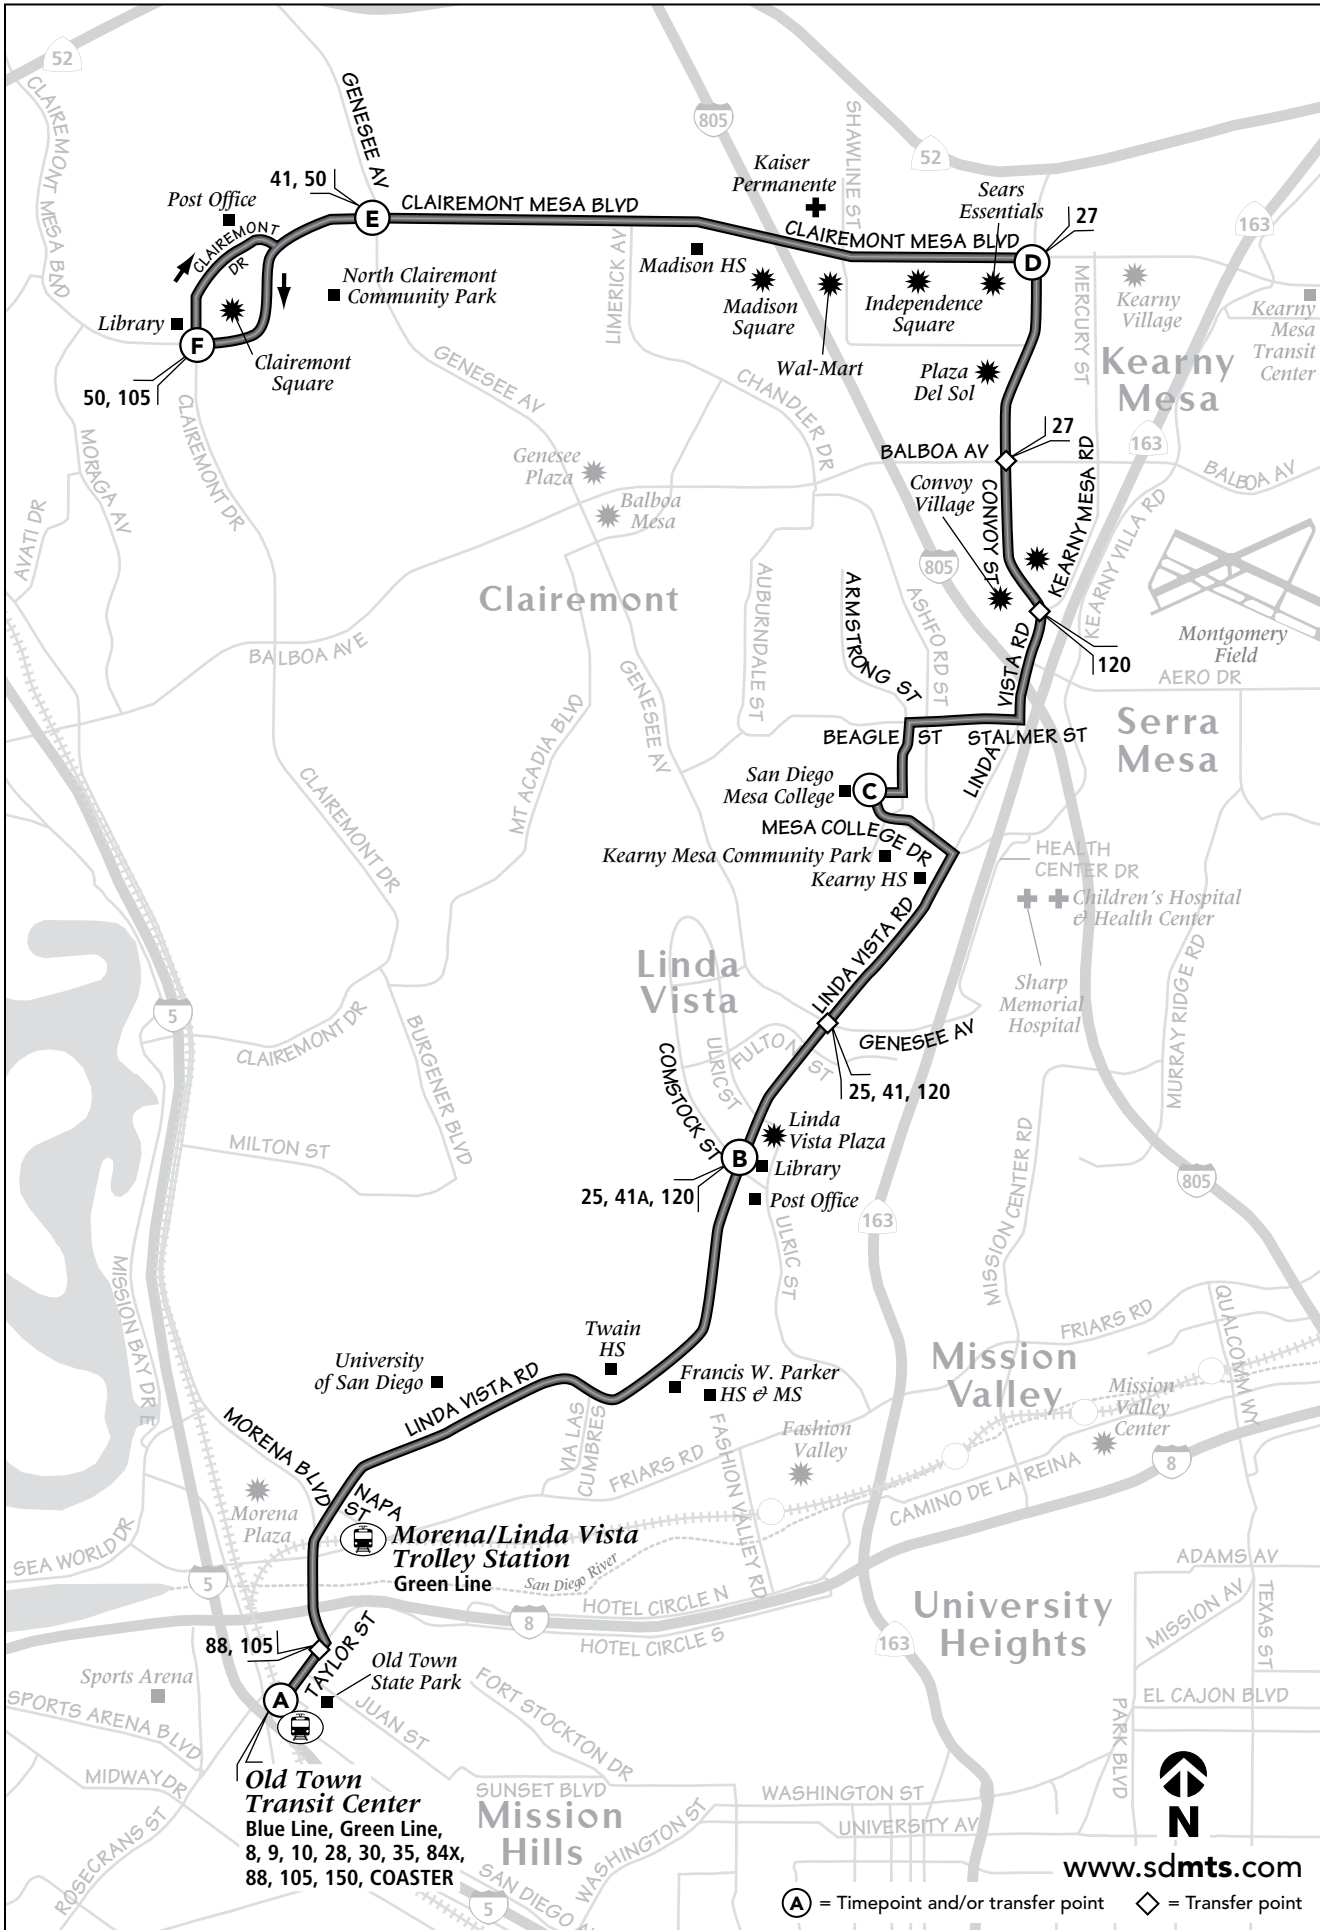 52
CLAIREMONT MESA BLVD
GENESEE AV
805
SHAWLINE ST
52
Kaiser
Permanente
Sears
Essentials
27
163
Post Office
41, 50
E
CLAIREMONT MESA BLVD
CLAIREMONT MESA BLVD
D
CLAIREMONT
DR
North Clairemont
Community Park
LIMERICK AV
Madison HS
Madison
Square
Independence
Square
MERCURY ST
Kearny
Village
Kearny
Mesa
Transit
Center
Library
F
Clairemont
Square
50, 105
GENESEE AV
Wal-Mart
Plaza
Del Sol
Kearny
Mesa
CHANDLER DR
27
163
MORAGA AV
CLAIREMONT DR
Genesee
Plaza
Balboa
Mesa
BALBOA AV
BALBOA AV
Convoy
Village
CONVOY ST
KEARNY MESA RD
KEARNY VILLA RD
AVATI DR
805
Clairemont
AUBURNDALE ST
ARMSTRONG ST
ASHFORD ST
Montgomery
Field
120
BALBOA AVE
GENESEE AV
VISTA RD
AERO DR
Serra
Mesa
BEAGLE ST
STALMER ST
LINDA
MT ACADIA BLVD
CLAIREMONT DR
San Diego
Mesa College
C
MESA COLLEGE DR
Kearny Mesa Community Park
Kearny HS
HEALTH
CENTER DR
Children's Hospital
& Health Center
LINDA VISTA RD
Linda
Vista
Sharp
Memorial
Hospital
MURRAY RIDGE RD
5
CLAIREMONT DR
BURGENER BLVD
COMSTOCK ST
ULRIC ST
FULTON ST
GENESEE AV
25, 41, 120
MILTON ST
Linda
Vista Plaza
B
Library
25, 41A, 120
Post Office
MISSION CENTER RD
805
163
ULRIC ST
MISSION BAY DR E
QUALCOMM WY
FRIARS RD
Twain
HS
University
of San Diego
Francis W. Parker
HS & MS
Mission
Valley
Mission
Valley
Center
LINDA VISTA RD
MORENA BLVD
VIA LAS
CUMBRES
FRIARS RD
FASHION VALLEY RD
Fashion
Valley
8
CAMINO DE LA REINA
Morena
Plaza
NAPA
ST
Morena/Linda Vista
Trolley Station
Green Line
San Diego River
SEA WORLD DR
5
ADAMS AV
MISSION AV
TEXAS ST
HOTEL CIRCLE N
8
HOTEL CIRCLE S
University
Heights
163
88, 105
TAYLOR ST
Old Town
State Park
Sports Arena
A
SPORTS ARENA BLVD
JUAN ST
FORT STOCKTON DR
EL CAJON BLVD
PARK BLVD
MIDWAY DR
ROSECRANS ST
Old Town
Transit Center
Blue Line, Green Line,
8, 9, 10, 28, 30, 35, 84x,
88, 105, 150, COASTER
SUNSET BLVD
Mission
Hills
WASHINGTON ST
WASHINGTON ST
UNIVERSITY AV
SAN DIEGO A
5
N
www.sdmts.com
A = Timepoint and/or transfer point
= Transfer point